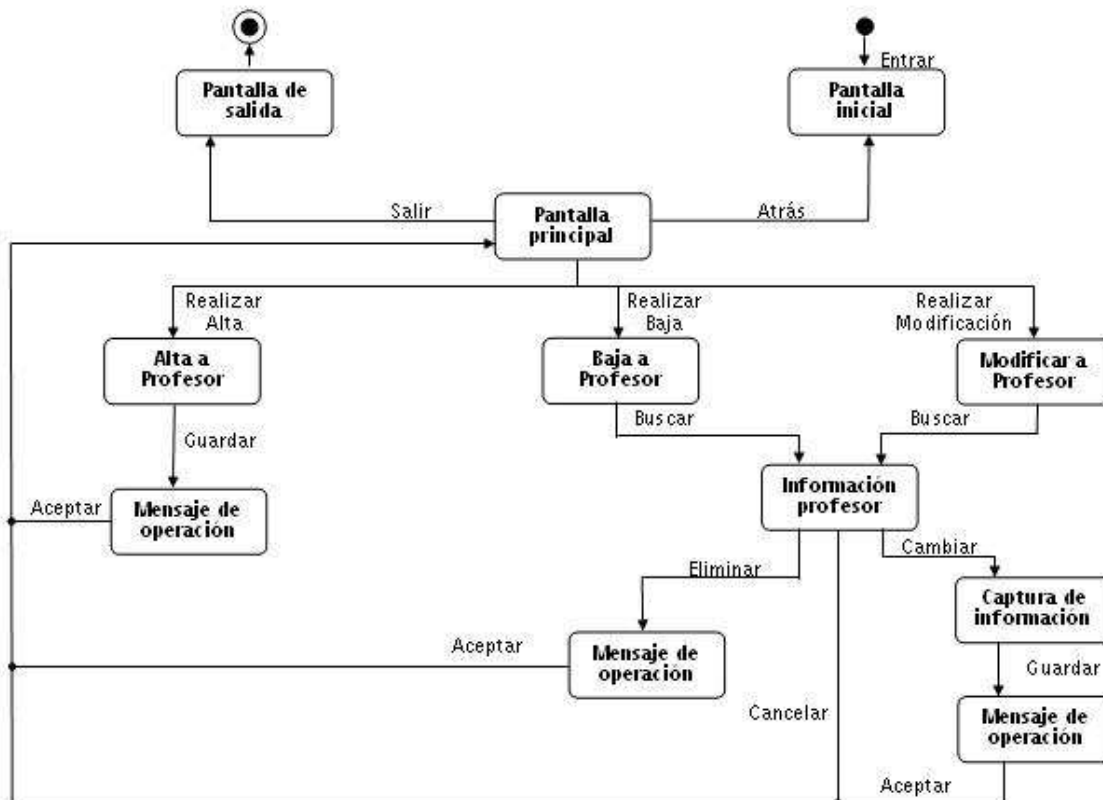 Entrar
Pantalla de
salida
Pantalla
inicial
Salir
Pantalla
principal
Atrás
Realizar
Alta
Realizar
Baja
Realizar
Modificación
Alta a
Profesor
Baja a
Profesor
Modificar a
Profesor
Guardar
Buscar
Buscar
Aceptar
Mensaje de
operación
Información
profesor
Eliminar
Cambiar
Captura de
información
Aceptar
Mensaje de
operación
Guardar
Cancelar
Mensaje de
operación
Aceptar